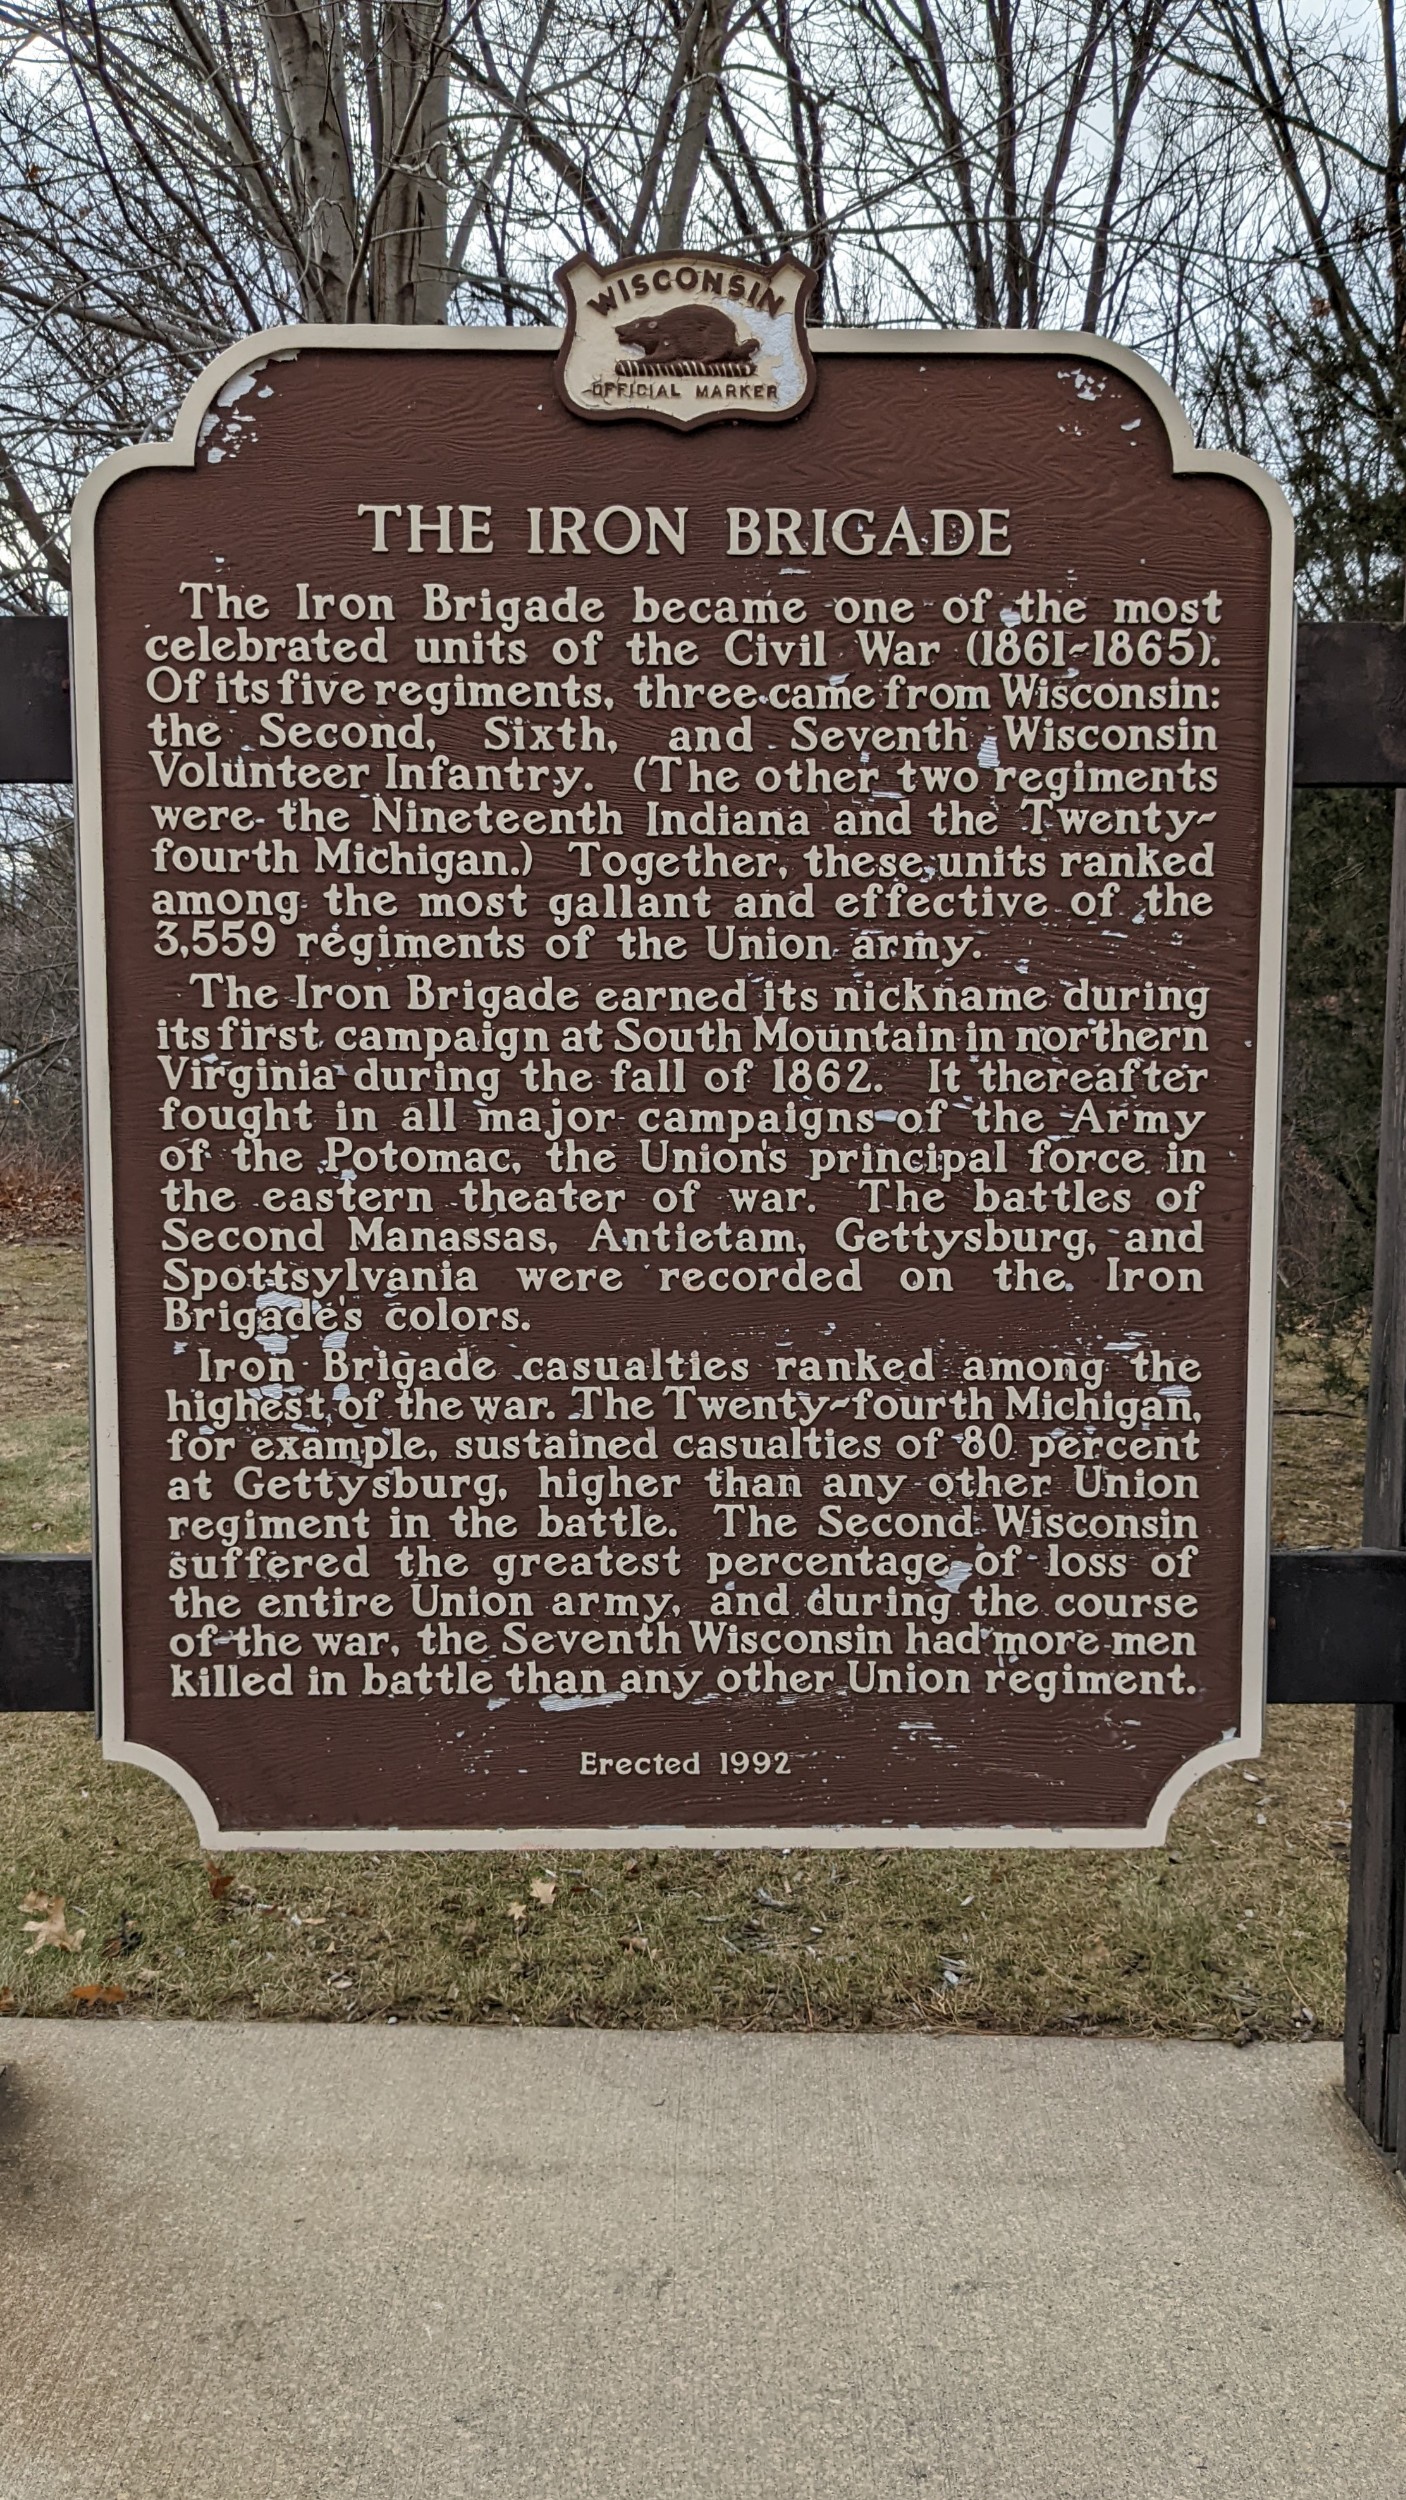 WISCONSIN
OFFICIAL MARKER
THE IRON BRIGADE
The Iron Brigade became one of the most
celebrated units of the Civil War (1861-1865).
Of its five regiments, three came from Wisconsin:
the Second, Sixth, and Seventh Wisconsin
Volunteer Infantry. (The other two regiments
were the Nineteenth Indiana and the Twenty-
fourth Michigan.) Together, these units ranked
among the most gallant and effective of the
3,559 regiments of the Union army.
The Iron Brigade earned its nickname during
its first campaign at South Mountain in northern
Virginia during the fall of 1862. It thereafter
fought in all major campaigns of the Army
of the Potomac, the Union's principal force in
the eastern theater of war. The battles of
Second Manassas, Antietam, Gettysburg, and
Spottsylvania were recorded on the Iron
Brigade's colors.
Iron Brigade casualties ranked among the
highest of the war. The Twenty-fourth Michigan,
for example, sustained casualties of 80 percent
at Gettysburg, higher than any other Union
regiment in the battle. The Second Wisconsin
suffered the greatest percentage of loss of
the entire Union army, and during the course
of the war, the Seventh Wisconsin had more men
killed in battle than any other Union regiment.
Erected 1992